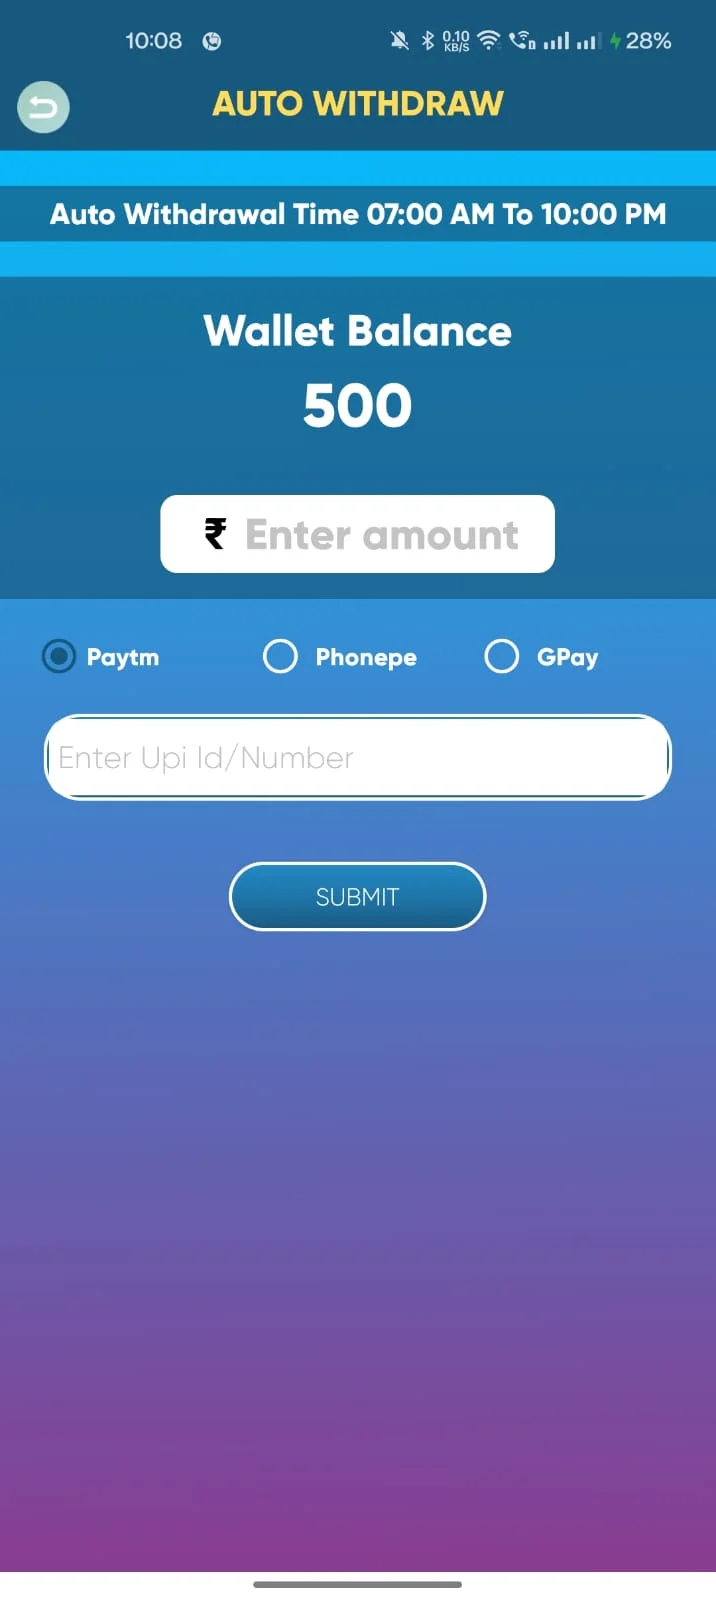 10:08 0.10 KB/S 28%
AUTO WITHDRAW
Auto Withdrawal Time 07:00 AM To 10:00 PM
Wallet Balance
500
₹ Enter amount
Paytm Phonepe GPay
Enter Upi Id/Number
SUBMIT